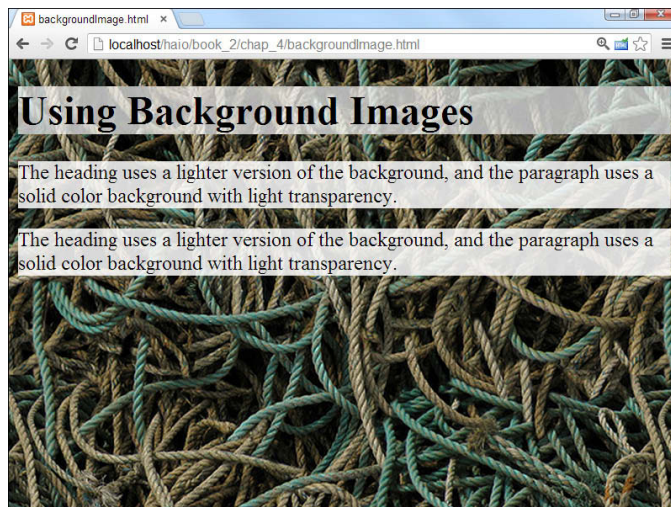 backgroundImage.html
localhost/haio/book_2/chap_4/backgroundImage.html
Using Background Images
The heading uses a lighter version of the background, and the paragraph uses a
solid color background with light transparency.
The heading uses a lighter version of the background, and the paragraph uses a
solid color background with light transparency.